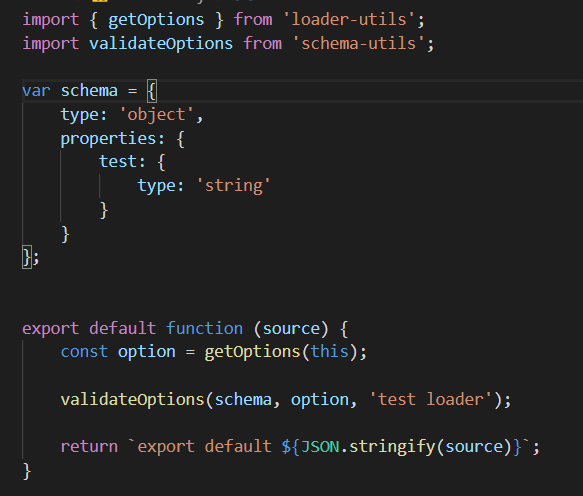 import { getOptions } from 'loader-utils';
import validateOptions from 'schema-utils';
var schema = {
    type: 'object',
    properties: {
        test: {
            type: 'string'
        }
    }
};
export default function (source) {
    const option = getOptions(this);
    validateOptions(schema, option, 'test loader');
    return `export default ${JSON.stringify(source)}`;
}